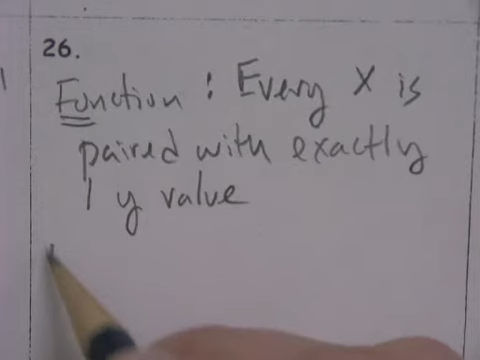 26.
Function : Every X is
paired with exactly
1 y value